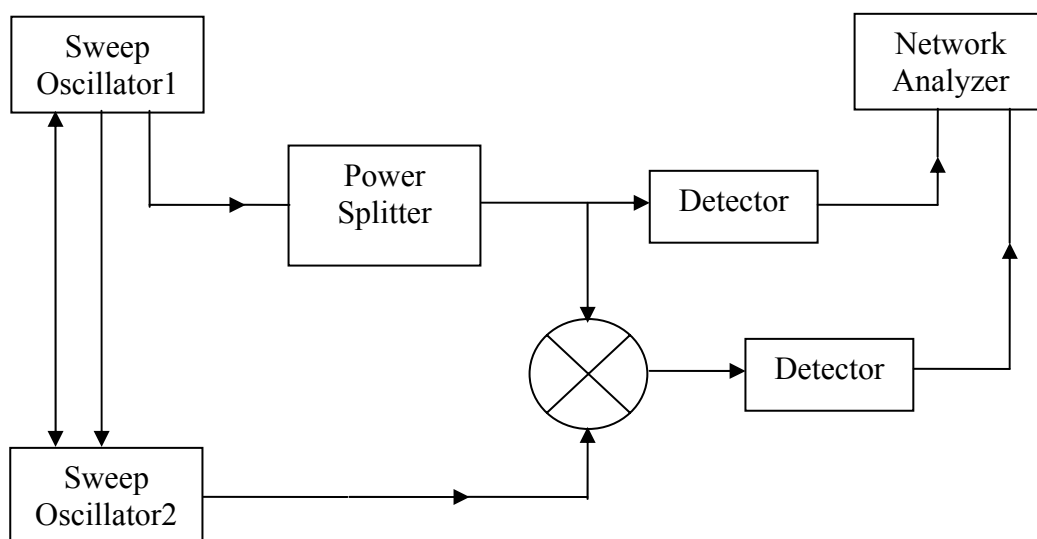 Sweep
Oscillator1
Network
Analyzer
Power
Splitter
Detector
Detector
Sweep
Oscillator2